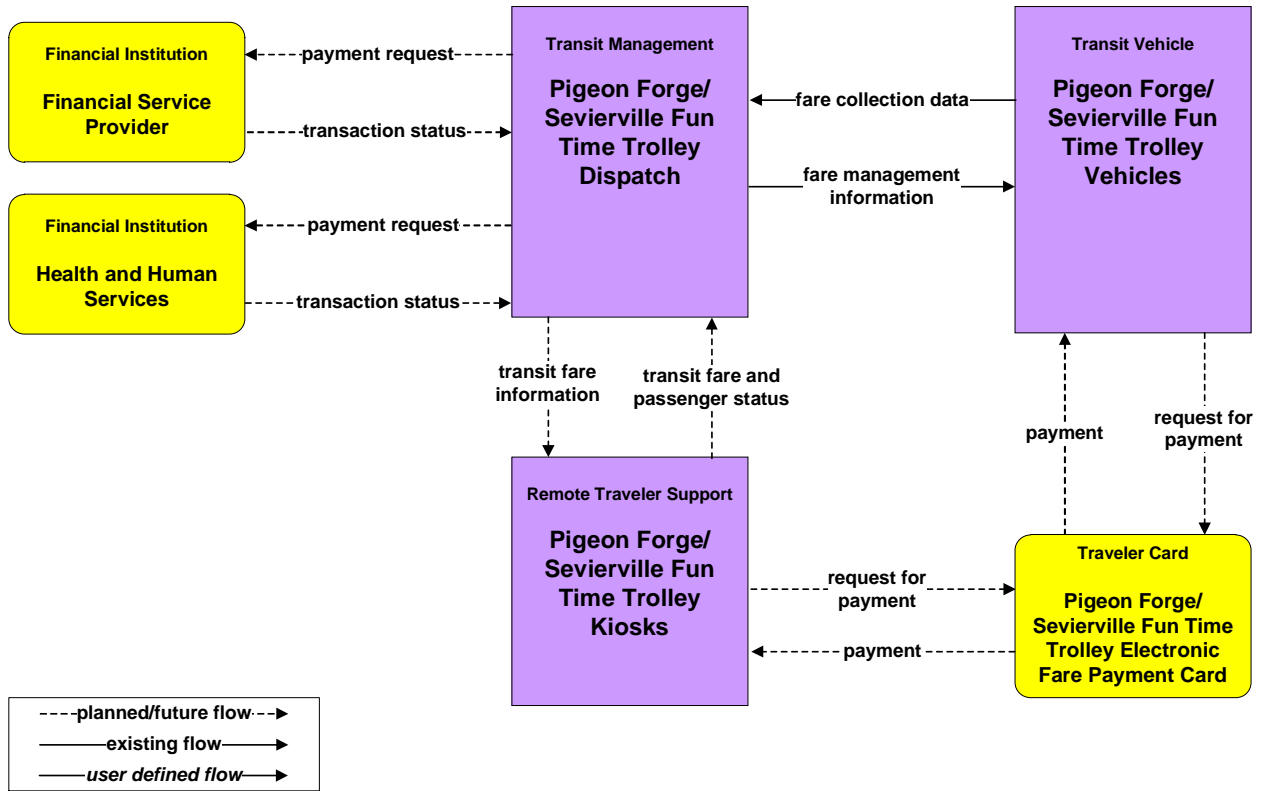 Financial Institution
Financial Service
Provider
payment request
transaction status
Financial Institution
Health and Human
Services
payment request
transaction status
Transit Management
Pigeon Forge/
Sevierville Fun
Time Trolley
Dispatch
fare collection data
fare management
information
Transit Vehicle
Pigeon Forge/
Sevierville Fun
Time Trolley
Vehicles
transit fare
information
transit fare and
passenger status
payment
request for
payment
Remote Traveler Support
Pigeon Forge/
Sevierville Fun
Time Trolley
Kiosks
request for
payment
payment
Traveler Card
Pigeon Forge/
Sevierville Fun Time
Trolley Electronic
Fare Payment Card
planned/future flow
existing flow
user defined flow